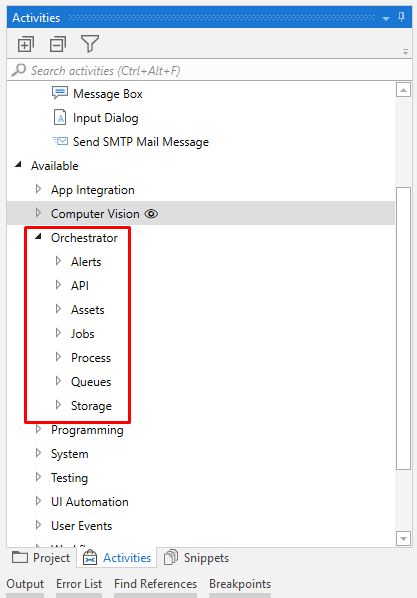 Activities
Search activities (Ctrl+Alt+F)
Message Box
Input Dialog
Send SMTP Mail Message
Available
App Integration
Computer Vision
Orchestrator
Alerts
API
Assets
Jobs
Process
Queues
Storage
Programming
System
Testing
UI Automation
User Events
Project Activities Snippets
Output Error List Find References Breakpoints